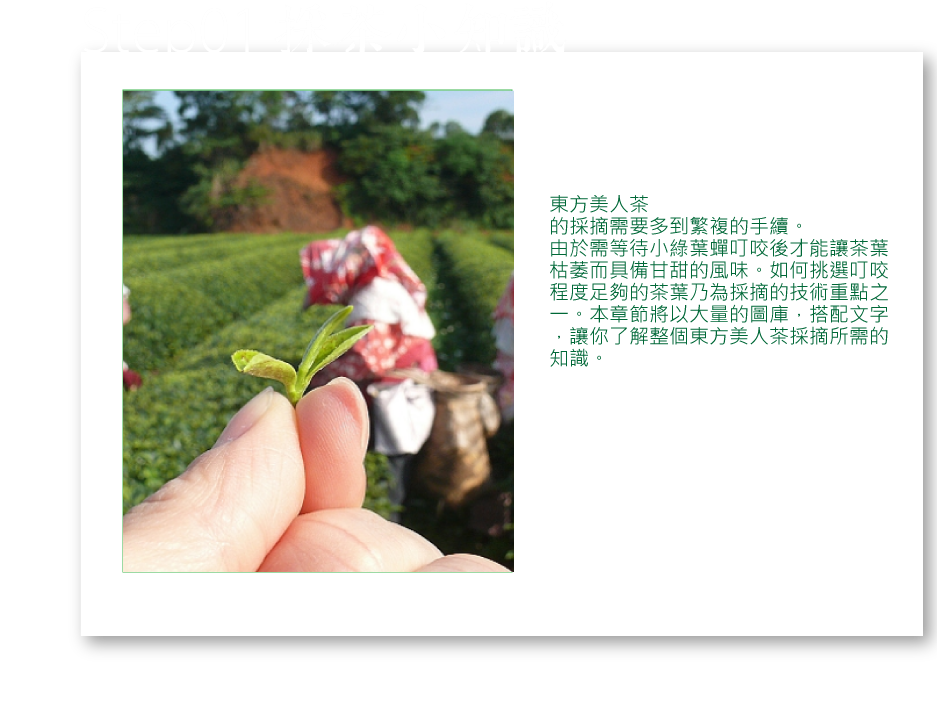 東方美人茶
的採摘需要多到繁複的手續。
由於需等待小綠葉蟬叮咬後才能讓茶葉
枯萎而具備甘甜的風味。如何挑選叮咬
程度足夠的茶葉乃為採摘的技術重點之
一。本章節將以大量的圖庫，搭配文字
，讓你了解整個東方美人茶採摘所需的
知識。